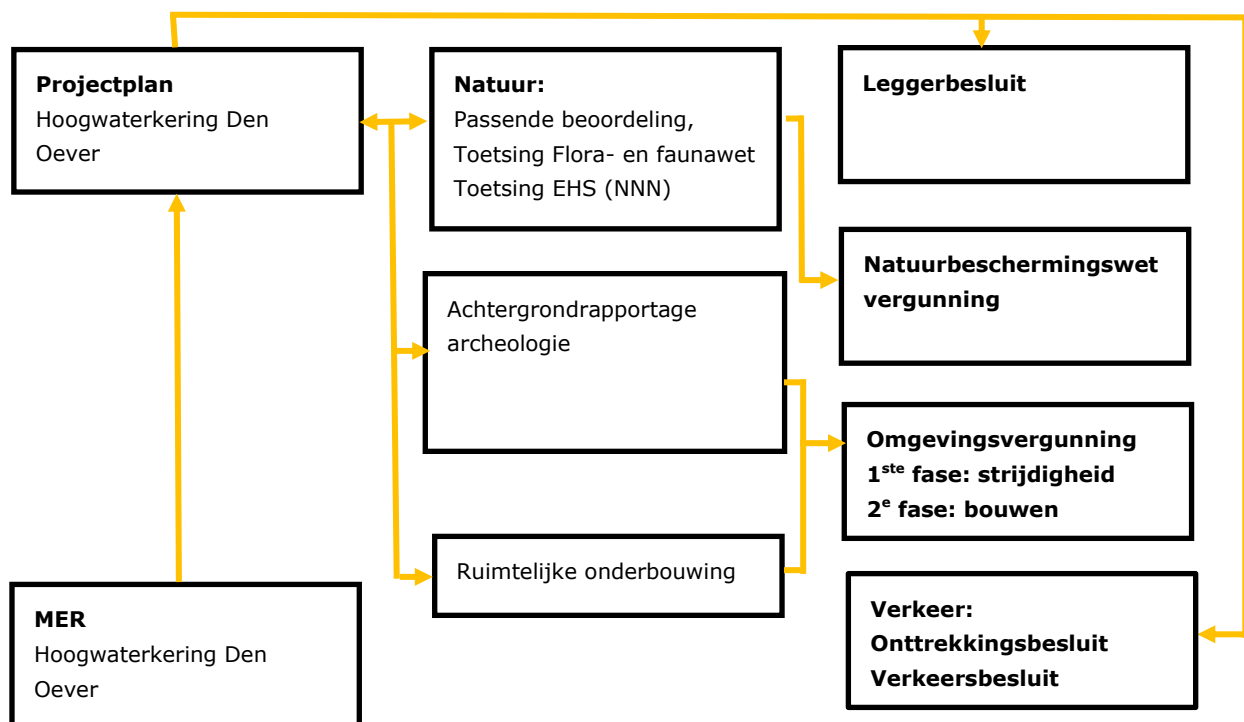 Projectplan
Hoogwaterkering Den
Oever
MER
Hoogwaterkering Den
Oever
Natuur:
Passende beoordeling,
Toetsing Flora- en faunawet
Toetsing EHS (NNN)
Achtergrondrapportage
archeologie
Ruimtelijke onderbouwing
Leggerbesluit
Natuurbeschermingswet
vergunning
Omgevingsvergunning
1ste fase: strijdigheid
2e fase: bouwen
Verkeer:
Onttrekkingsbesluit
Verkeersbesluit